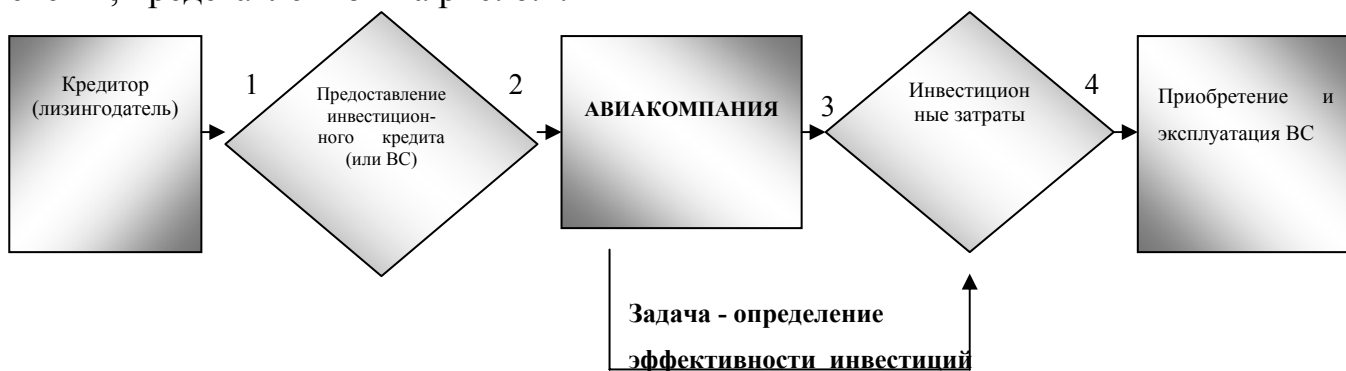 Кредитор
(лизингодатель)
1
Предоставление
инвестицион-
ного кредита
(или ВС)
2
АВИАКОМПАНИЯ
3
Инвестицион
ные затраты
4
Приобретение и
эксплуатация ВС
Задача - определение
эффективности инвестиций